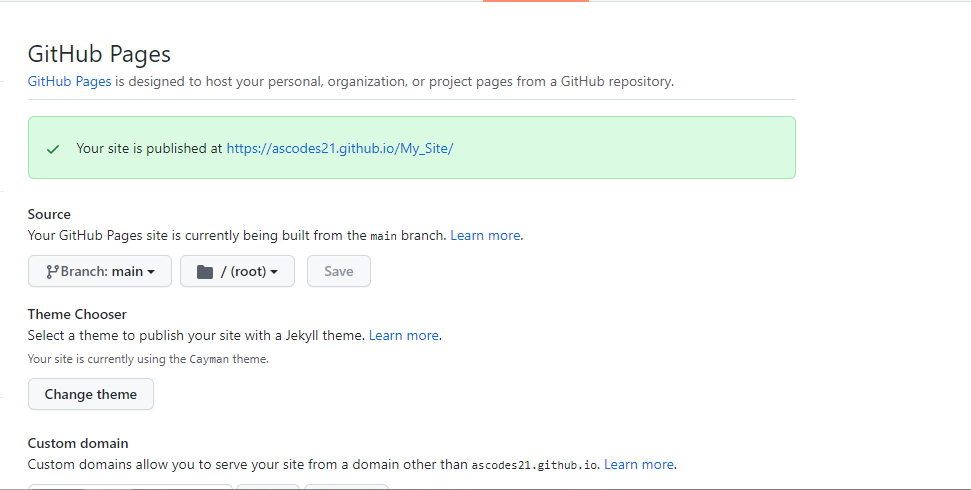 GitHub Pages
GitHub Pages is designed to host your personal, organization, or project pages from a GitHub repository.
Your site is published at https://ascodes21.github.io/My_Site/
Source
Your GitHub Pages site is currently being built from the main branch. Learn more.
Branch: main
/ (root)
Save
Theme Chooser
Select a theme to publish your site with a Jekyll theme. Learn more.
Your site is currently using the Cayman theme.
Change theme
Custom domain
Custom domains allow you to serve your site from a domain other than ascodes21.github.io. Learn more.